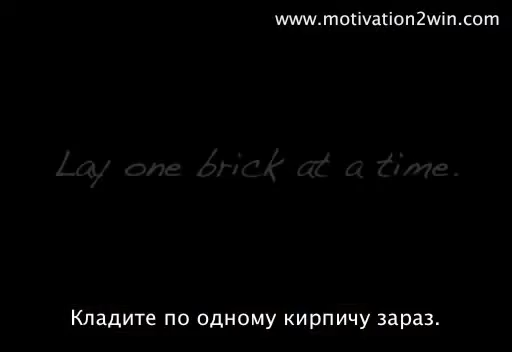 www.motivation2win.com
Lay one brick at a time.
Кладите по одному кирпичу зараз.